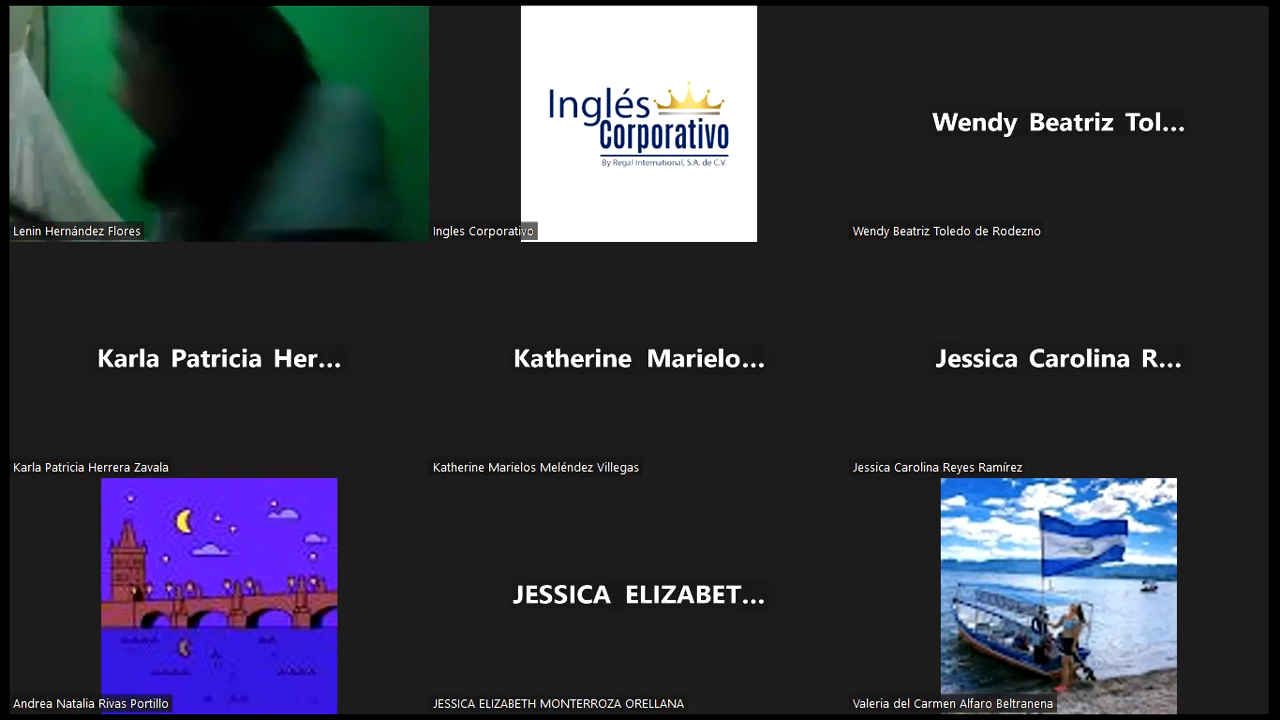 Lenin Hernández Flores
Inglés
Corporativo
By Regal International, S.A. de C.V.
Ingles Corporativo
Wendy Beatriz Tol...
Wendy Beatriz Toledo de Rodezno
Karla Patricia Her...
Karla Patricia Herrera Zavala
Katherine Marielo...
Katherine Marielos Meléndez Villegas
Jessica Carolina R...
Jessica Carolina Reyes Ramírez
Andrea Natalia Rivas Portillo
JESSICA ELIZABET...
JESSICA ELIZABETH MONTERROZA ORELLANA
Valeria del Carmen Alfaro Beltranena